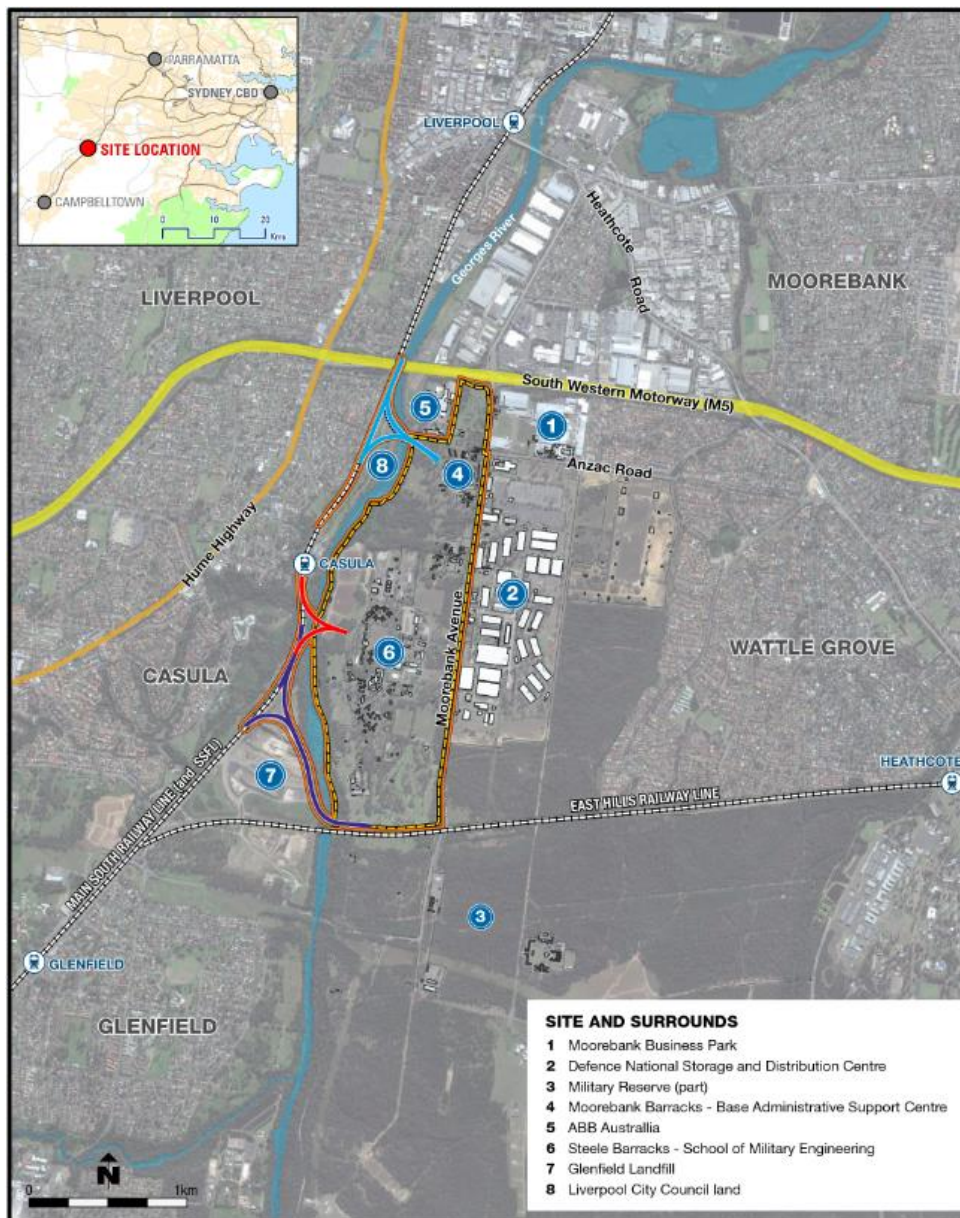 PARRAMATTA
SYDNEY CBD
SITE LOCATION
CAMPBELLTOWN
0 10 20
Kms
LIVERPOOL
Georges River
Heathcote Road
LIVERPOOL
MOOREBANK
South Western Motorway (M5)
5
1
8
4
Anzac Road
Hume Highway
CASULA
2
Moorebank Avenue
6
WATTLE GROVE
CASULA
7
HEATHCOTE
EAST HILLS RAILWAY LINE
MAIN SOUTH RAILWAY LINE (and SSFL)
3
GLENFIELD
GLENFIELD
N
0 1km
SITE AND SURROUNDS
1 Moorebank Business Park
2 Defence National Storage and Distribution Centre
3 Military Reserve (part)
4 Moorebank Barracks - Base Administrative Support Centre
5 ABB Australlia
6 Steele Barracks - School of Military Engineering
7 Glenfield Landfill
8 Liverpool City Council land